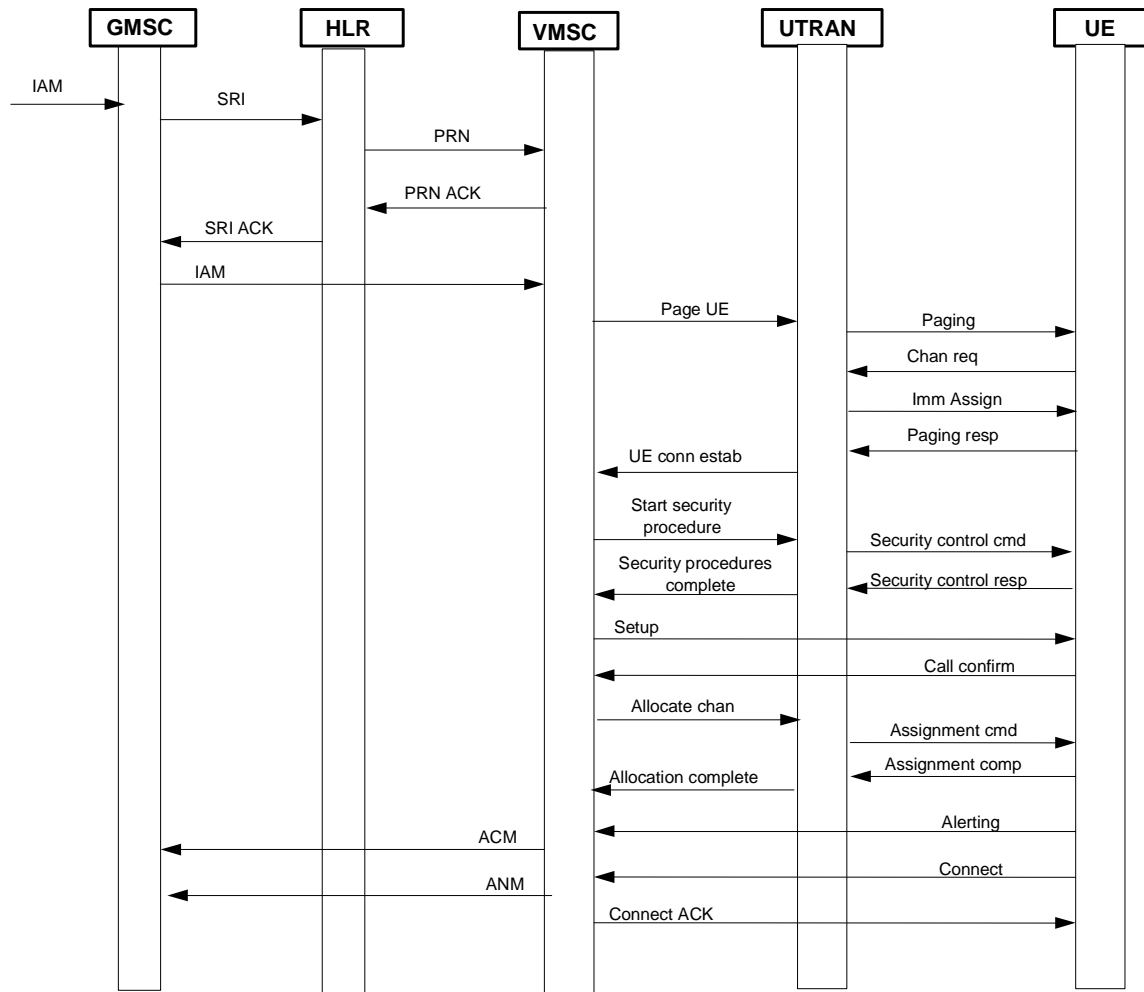 GMSC
HLR
VMSC
UTRAN
UE
IAM
SRI
PRN
PRN ACK
SRI ACK
IAM
Page UE
Paging
Chan req
Imm Assign
Paging resp
UE conn estab
Start security
procedure
Security control cmd
Security procedures
complete
Security control resp
Setup
Call confirm
Allocate chan
Assignment cmd
Assignment comp
Allocation complete
Alerting
ACM
Connect
ANM
Connect ACK